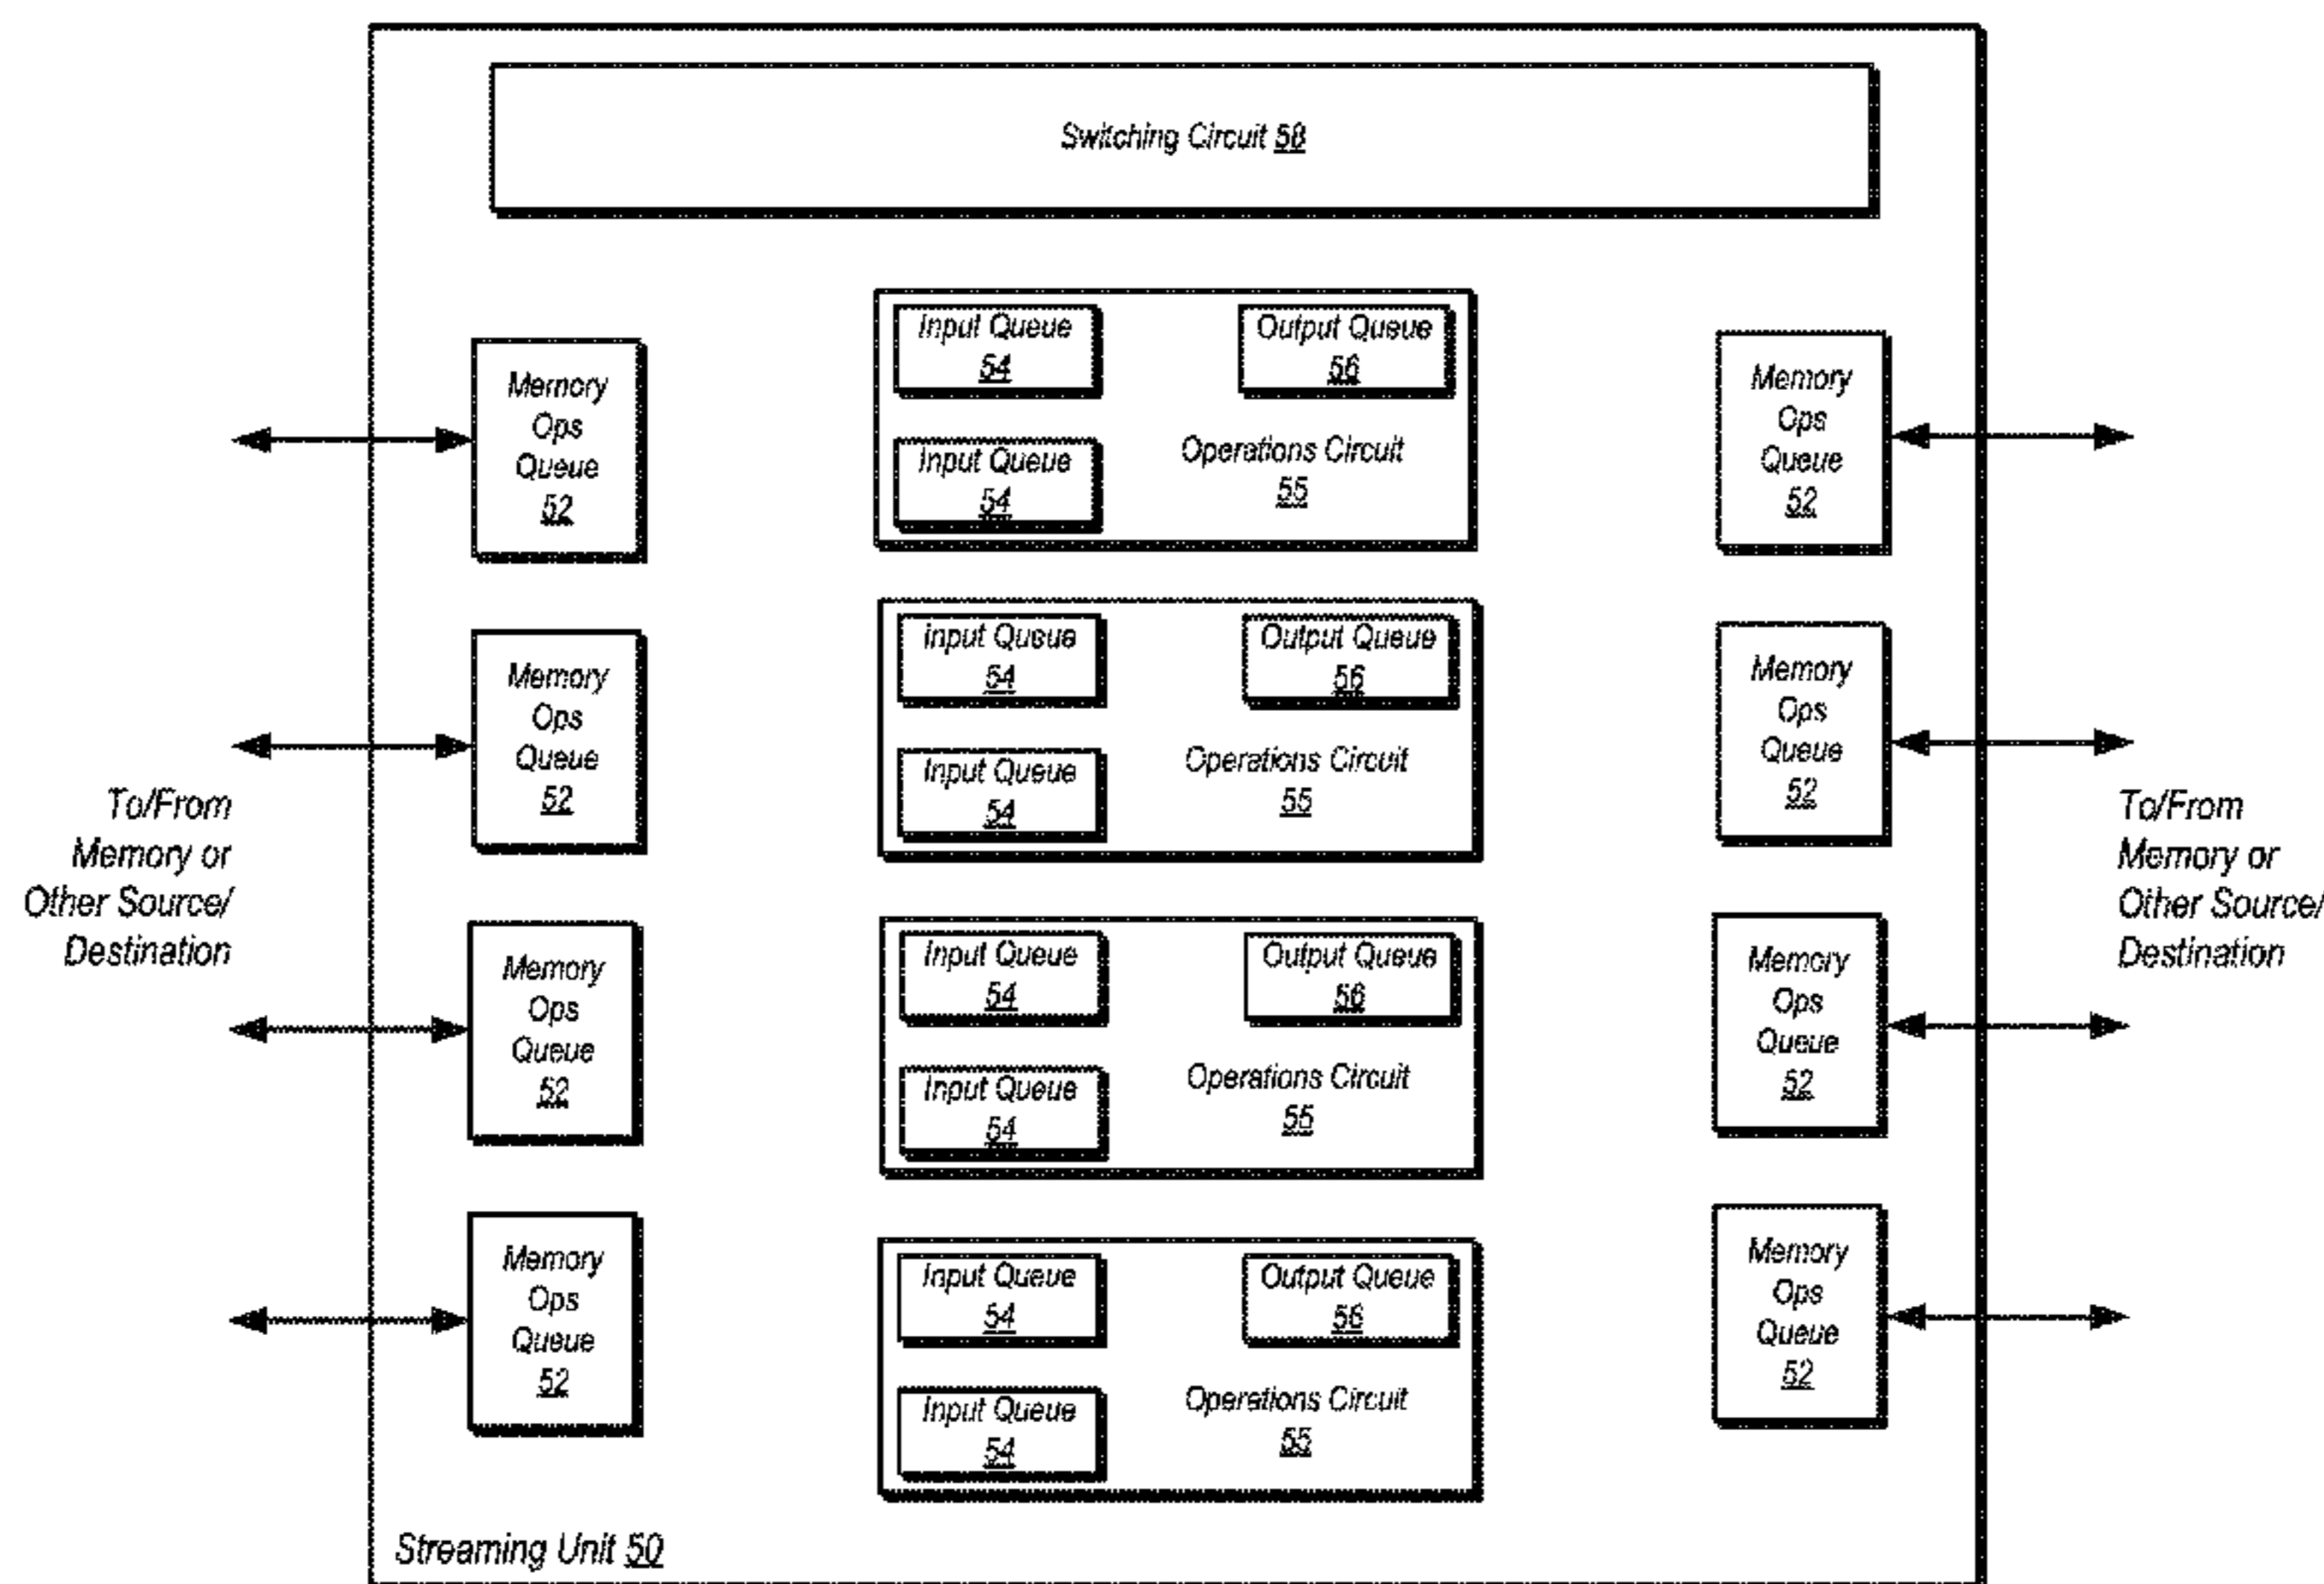 Switching Circuit 58
Input Queue
54
Output Queue
56
Input Queue
54
Operations Circuit
55
Memory
Ops
Queue
52
Memory
Ops
Queue
52
Input Queue
54
Output Queue
56
Input Queue
54
Operations Circuit
55
Memory
Ops
Queue
52
Memory
Ops
Queue
52
To/From
Memory or
Other Source/
Destination
To/From
Memory or
Other Source/
Destination
Input Queue
54
Output Queue
56
Input Queue
54
Operations Circuit
55
Memory
Ops
Queue
52
Memory
Ops
Queue
52
Input Queue
54
Output Queue
56
Input Queue
54
Operations Circuit
55
Memory
Ops
Queue
52
Memory
Ops
Queue
52
Streaming Unit 50